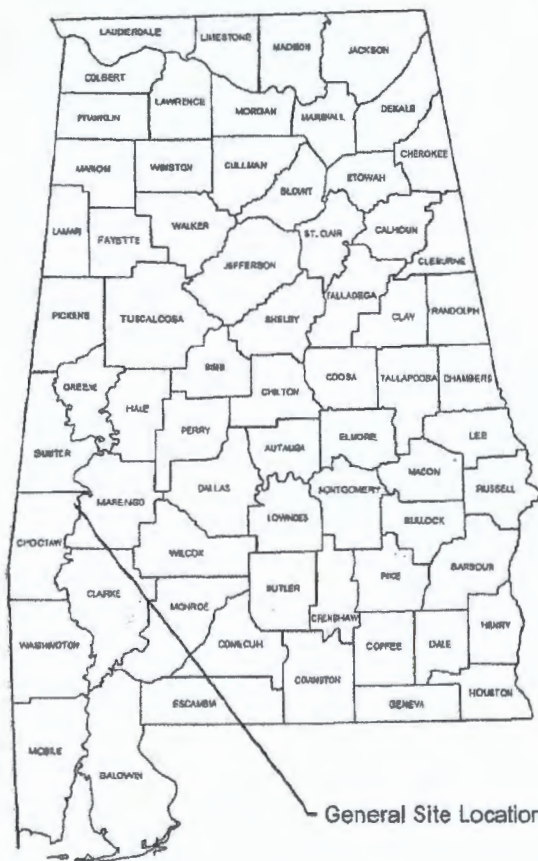 LAUDERDALE
LIMESTONE
MADISON
JACKSON
COLBERT
LAWRENCE
FRANKLIN
MORGAN
MARSHALL
DEKALB
CHEROKEE
MARION
WINSTON
CULLMAN
ETOWAH
BLOUNT
LAMAR
FAYETTE
WALKER
ST. CLAIR
CALHOUN
CLEBURNE
JEFFERSON
TALLADEGA
PICKENS
TUSCALOOSA
SHELBY
CLAY
RANDOLPH
BIBB
GREENE
HALE
CHILTON
COOSA
TALLAPOOSA
CHAMBERS
PERRY
AUTAUGA
ELMORE
LEE
SUMTER
MARENGO
DALLAS
LOWNDES
MONTGOMERY
MACON
RUSSELL
BULLOCK
CHOCTAW
WILCOX
BUTLER
PIKE
BARBOUR
CLARKE
MONROE
CRENSHAW
COFFEE
DALE
HENRY
WASHINGTON
CONECUH
COVINGTON
ESCAMBIA
GENEVA
HOUSTON
MOBILE
BALDWIN
General Site Location